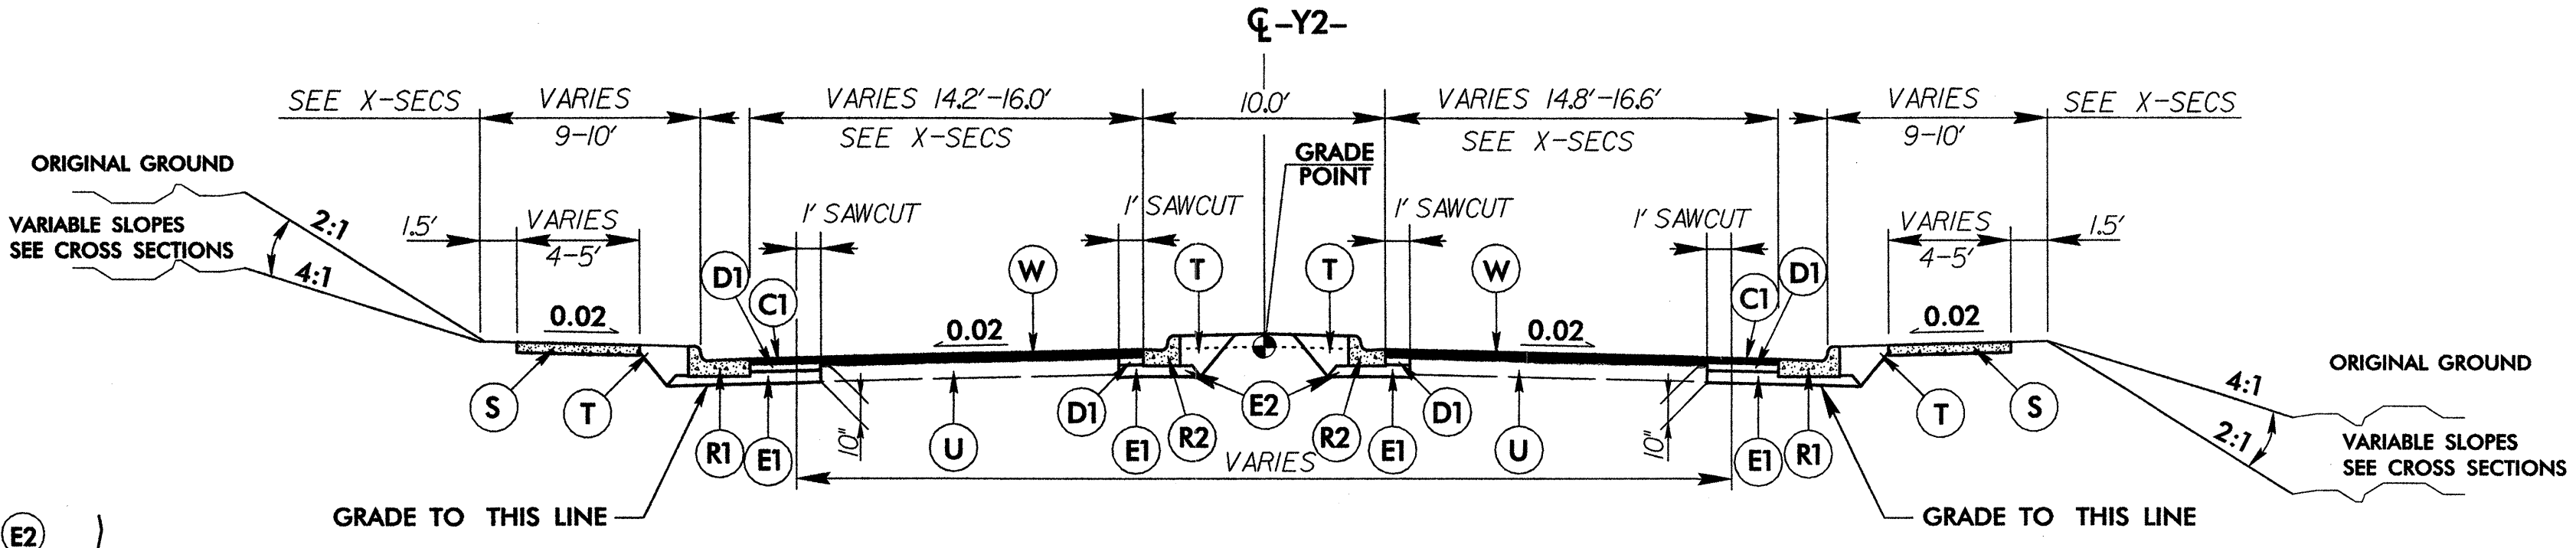 ℄ -Y2-
SEE X-SECS
VARIES
9-10'
VARIES 14.2'-16.0'
SEE X-SECS
10.0'
VARIES 14.8'-16.6'
SEE X-SECS
VARIES
9-10'
SEE X-SECS
ORIGINAL GROUND
GRADE
POINT
VARIABLE SLOPES
SEE CROSS SECTIONS
2:1
4:1
1.5'
VARIES
4-5'
1' SAWCUT
1' SAWCUT
1' SAWCUT
1' SAWCUT
VARIES
4-5'
1.5'
D1
C1
W
T
T
W
C1
D1
0.02
0.02
0.02
0.02
ORIGINAL GROUND
4:1
2:1
VARIABLE SLOPES
SEE CROSS SECTIONS
S
T
R1
E1
10"
U
D1
E1
R2
E2
R2
E1
D1
U
10"
E1
R1
T
S
VARIES
GRADE TO THIS LINE
GRADE TO THIS LINE
E2